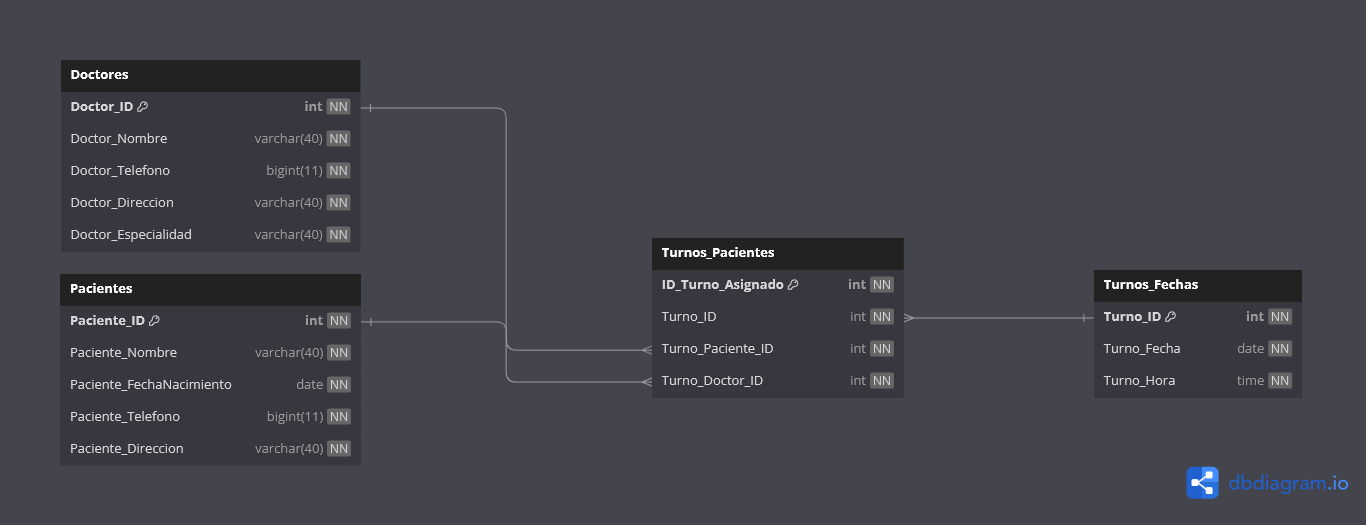 Doctores
Doctor_ID int NN
Doctor_Nombre varchar(40) NN
Doctor_Telefono bigint(11) NN
Doctor_Direccion varchar(40) NN
Doctor_Especialidad varchar(40) NN
Pacientes
Paciente_ID int NN
Paciente_Nombre varchar(40) NN
Paciente_FechaNacimiento date NN
Paciente_Telefono bigint(11) NN
Paciente_Direccion varchar(40) NN
Turnos_Pacientes
ID_Turno_Asignado int NN
Turno_ID int NN
Turno_Paciente_ID int NN
Turno_Doctor_ID int NN
Turnos_Fechas
Turno_ID int NN
Turno_Fecha date NN
Turno_Hora time NN
dbdiagram.io